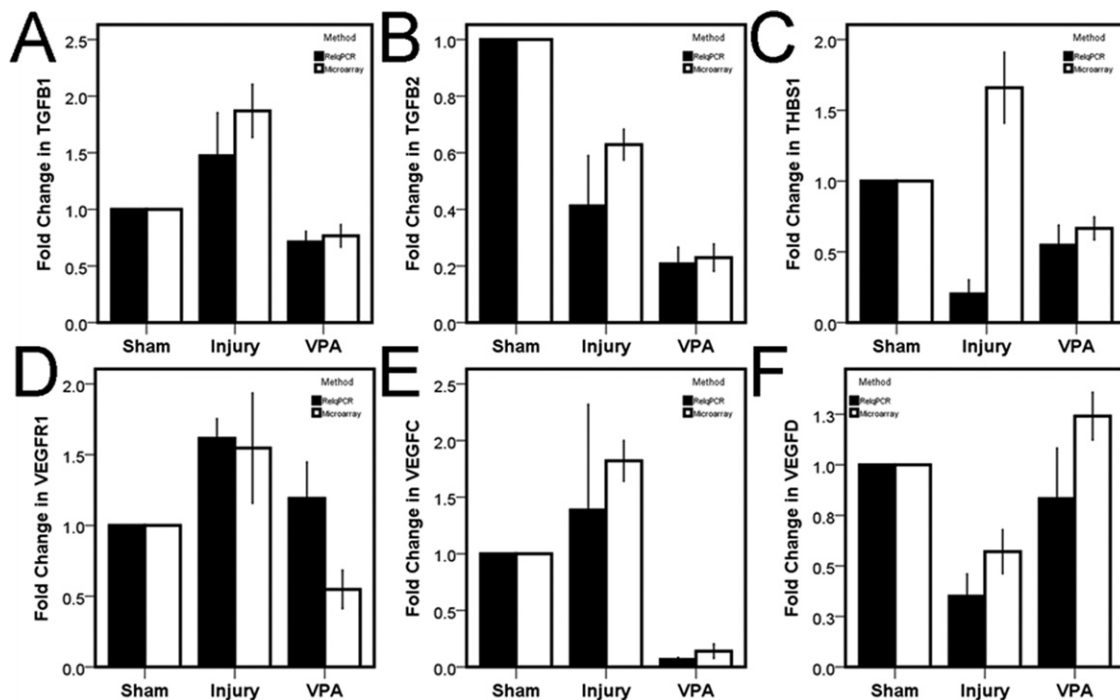 A
Fold Change in TGFB1
2.5
2.0
1.5
1.0
0.5
0.0
Method
RelqPCR
Microarray
Sham Injury VPA
B
Fold Change in TGFB2
1.0
0.8
0.6
0.4
0.2
0.0
Method
RelqPCR
Microarray
Sham Injury VPA
C
Fold Change in THBS1
2.0
1.5
1.0
0.5
0.0
Method
RelqPCR
Microarray
Sham Injury VPA
D
Fold Change in VEGFR1
2.0
1.5
1.0
0.5
0.0
Method
RelqPCR
Microarray
Sham Injury VPA
E
Fold Change in VEGFC
2.5
2.0
1.5
1.0
0.5
0.0
Method
RelqPCR
Microarray
Sham Injury VPA
F
Fold Change in VEGFD
1.3
1.0
0.8
0.5
0.3
0.0
Method
RelqPCR
Microarray
Sham Injury VPA